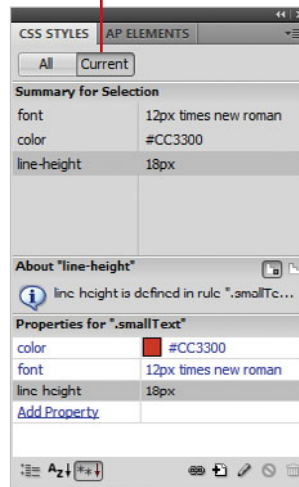 CSS STYLES AP ELEMENTS
All Current
Summary for Selection
font 12px times new roman
color #CC3300
line-height 18px
About "line-height"
line height is defined in rule ".smallTe...
Properties for ".smallText"
color #CC3300
font 12px times new roman
line height 18px
Add Property
AZ↓ **↓